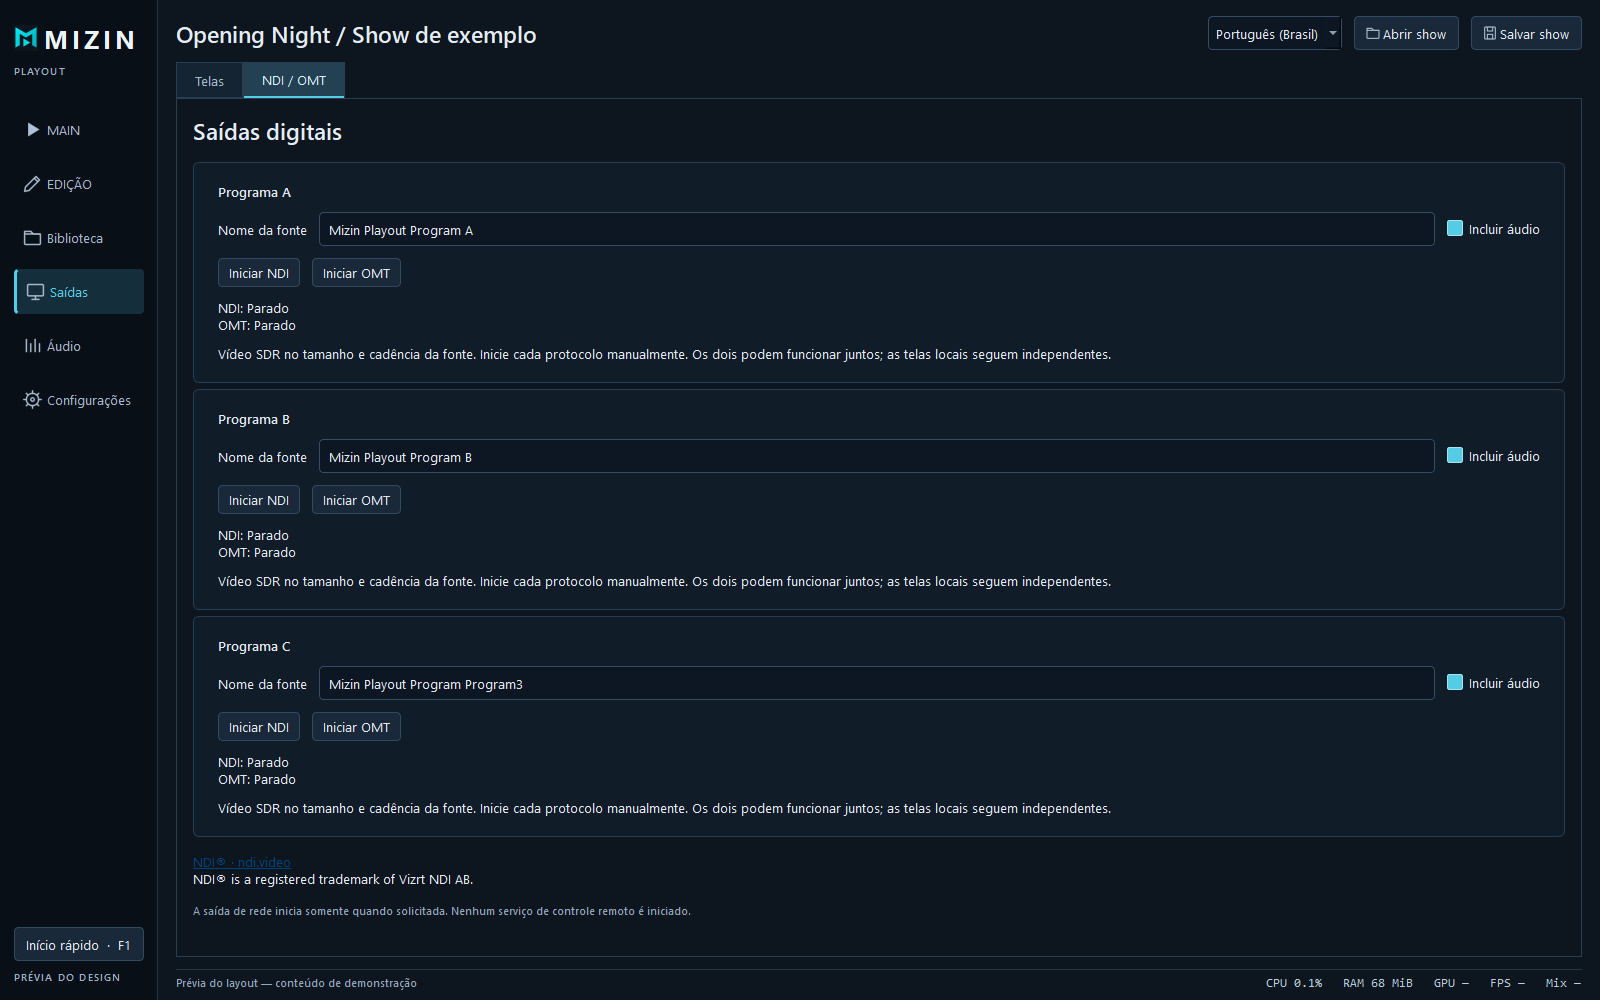 MIZIN
PLAYOUT
MAIN
EDIÇÃO
Biblioteca
Saídas
Áudio
Configurações
Início rápido · F1
PRÉVIA DO DESIGN
Opening Night / Show de exemplo
Português (Brasil)
Abrir show
Salvar show
Telas
NDI / OMT
Saídas digitais
Programa A
Nome da fonte
Mizin Playout Program A
Incluir áudio
Iniciar NDI
Iniciar OMT
NDI: Parado
OMT: Parado
Vídeo SDR no tamanho e cadência da fonte. Inicie cada protocolo manualmente. Os dois podem funcionar juntos; as telas locais seguem independentes.
Programa B
Nome da fonte
Mizin Playout Program B
Incluir áudio
Iniciar NDI
Iniciar OMT
NDI: Parado
OMT: Parado
Vídeo SDR no tamanho e cadência da fonte. Inicie cada protocolo manualmente. Os dois podem funcionar juntos; as telas locais seguem independentes.
Programa C
Nome da fonte
Mizin Playout Program Program3
Incluir áudio
Iniciar NDI
Iniciar OMT
NDI: Parado
OMT: Parado
Vídeo SDR no tamanho e cadência da fonte. Inicie cada protocolo manualmente. Os dois podem funcionar juntos; as telas locais seguem independentes.
NDI® · ndi.video
NDI® is a registered trademark of Vizrt NDI AB.
A saída de rede inicia somente quando solicitada. Nenhum serviço de controle remoto é iniciado.
Prévia do layout — conteúdo de demonstração
CPU 0.1%
RAM 68 MiB
GPU —
FPS —
Mix —